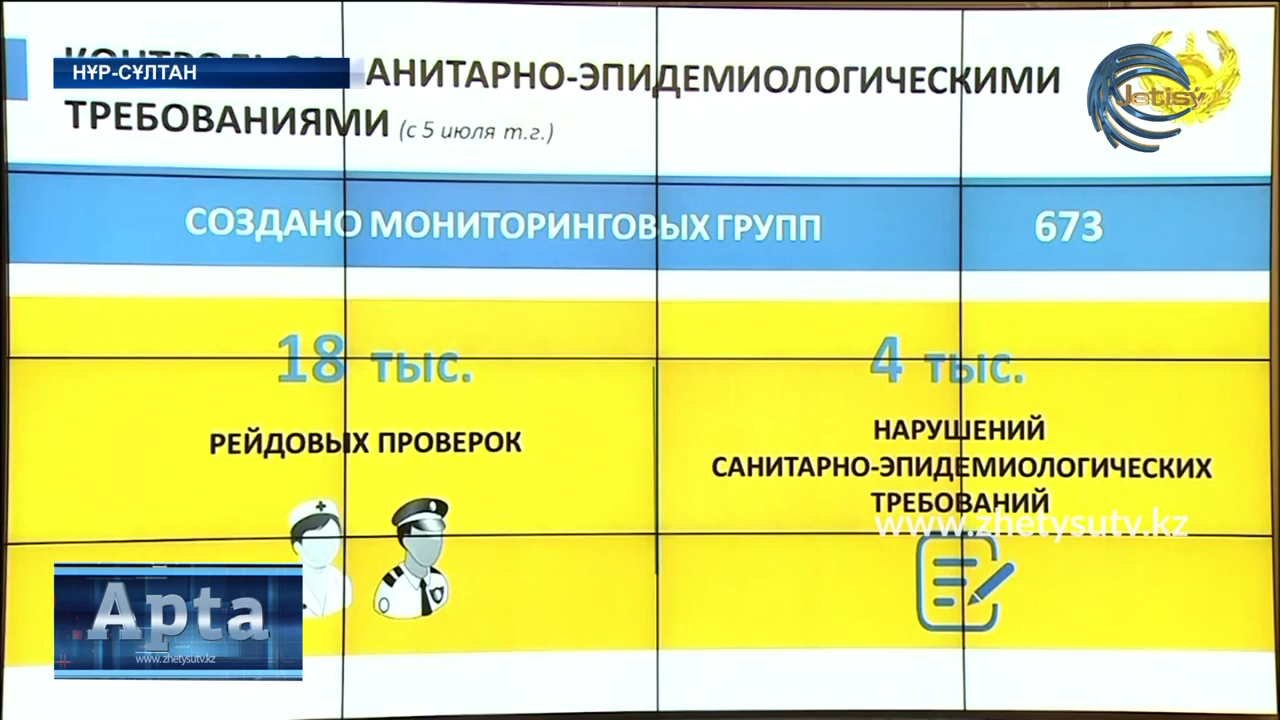 НҰР-СҰЛТАН
АНИТАРНО-ЭПИДЕМИОЛОГИЧЕСКИМИ
ТРЕБОВАНИЯМИ (с 5 июля т.г.)
Jetisý
СОЗДАНО МОНИТОРИНГОВЫХ ГРУПП 673
18 тыс.
РЕЙДОВЫХ ПРОВЕРОК
4 тыс.
НАРУШЕНИЙ
САНИТАРНО-ЭПИДЕМИОЛОГИЧЕСКИХ
ТРЕБОВАНИЙ
www.zhetysutv.kz
Apta
www.zhetysutv.kz